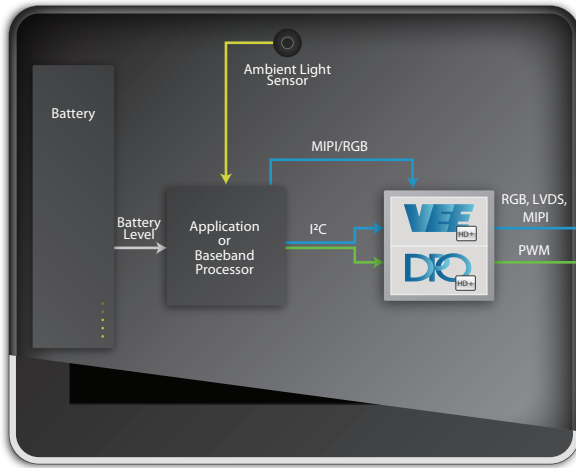 Ambient Light
Sensor
Battery
MIPI/RGB
Battery
Level
Application
or
Baseband
Processor
I²C
VEE
HD+
DPO
HD+
RGB, LVDS,
MIPI
PWM